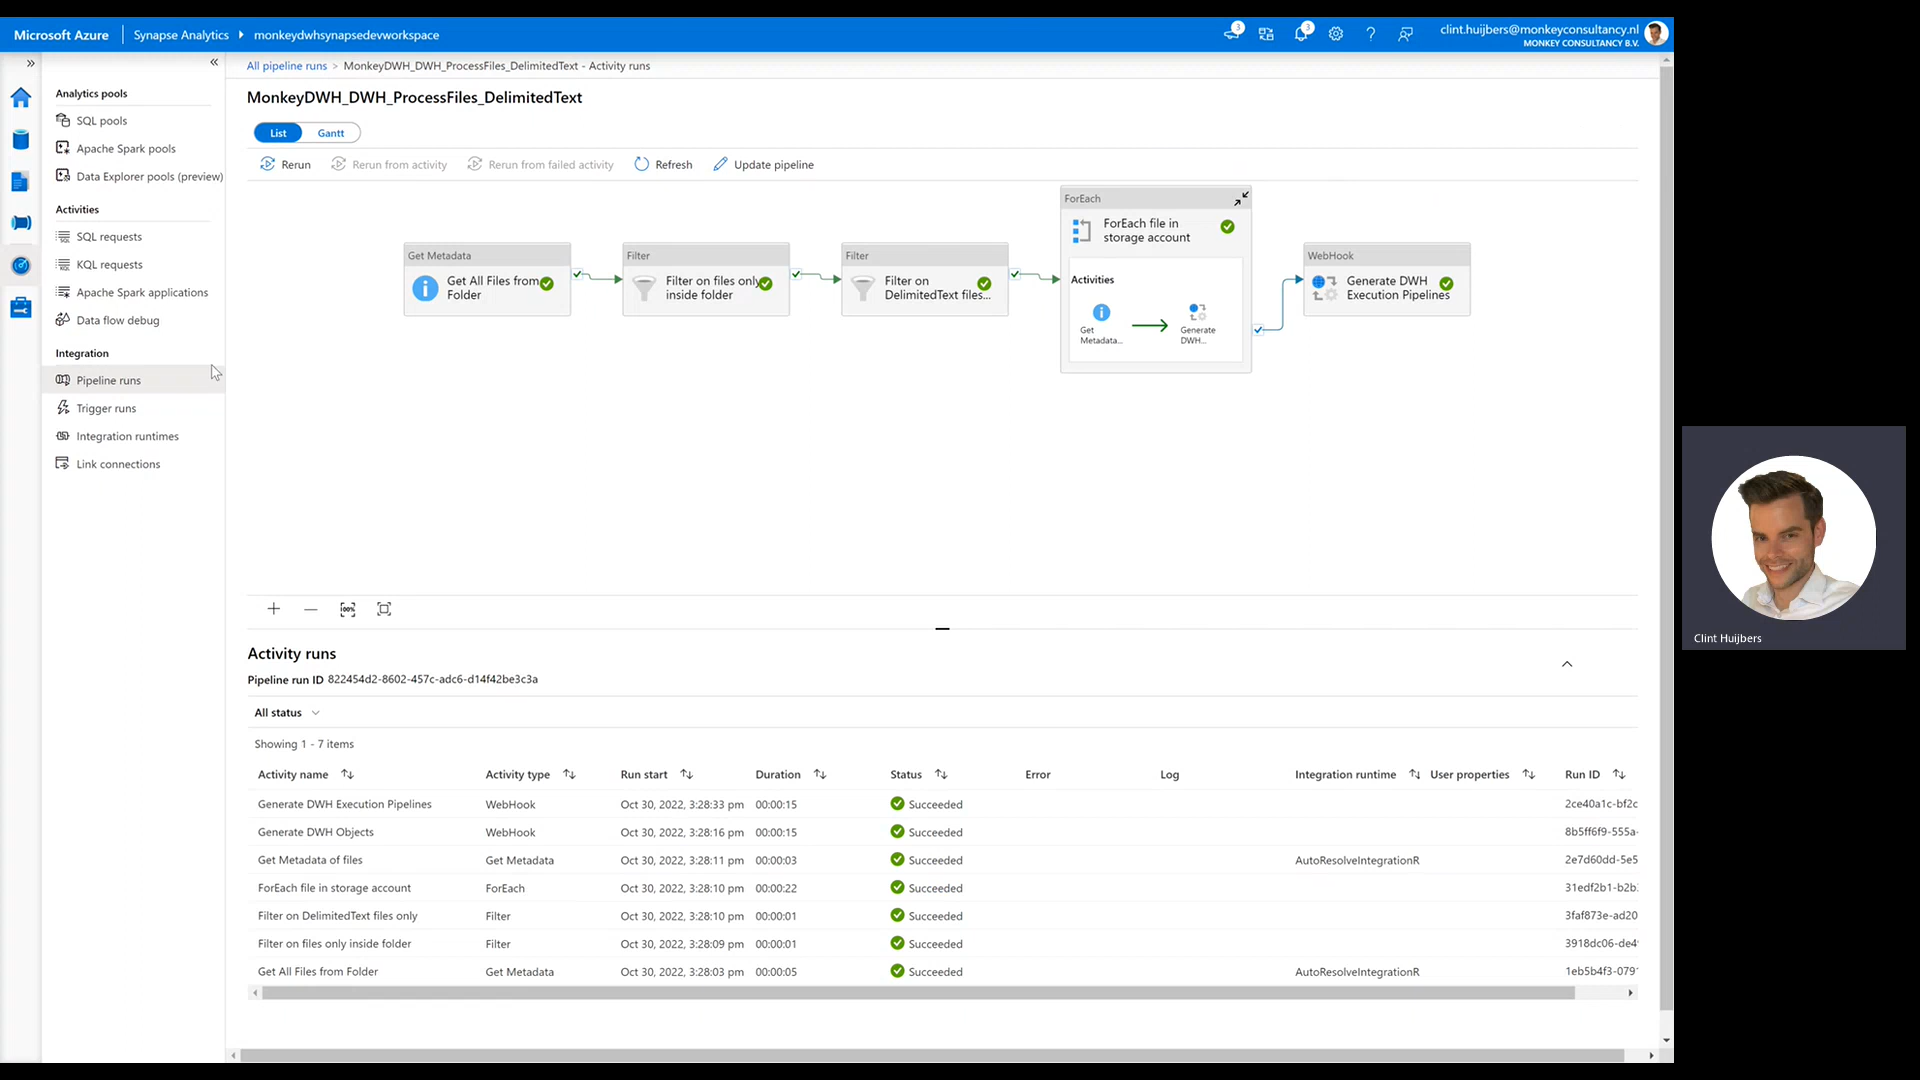 Microsoft Azure
Synapse Analytics
monkeydwhsynapsedevworkspace
3
3
clint.huijbers@monkeyconsultancy.nl
MONKEY CONSULTANCY B.V.
All pipeline runs > MonkeyDWH_DWH_ProcessFiles_DelimitedText - Activity runs
Analytics pools
SQL pools
Apache Spark pools
Data Explorer pools (preview)
Activities
SQL requests
KQL requests
Apache Spark applications
Data flow debug
Integration
Pipeline runs
Trigger runs
Integration runtimes
Link connections
MonkeyDWH_DWH_ProcessFiles_DelimitedText
List
Gantt
Rerun
Rerun from activity
Rerun from failed activity
Refresh
Update pipeline
Get Metadata
Get All Files from
Folder
Filter
Filter on files only
inside folder
Filter
Filter on
DelimitedText files...
ForEach
ForEach file in
storage account
Activities
Get
Metadata...
Generate
DWH...
WebHook
Generate DWH
Execution Pipelines
Activity runs
Pipeline run ID 822454d2-8602-457c-adc6-d14f42be3c3a
All status
Showing 1 - 7 items
Activity name Activity type Run start Duration Status Error Log Integration runtime User properties Run ID
Generate DWH Execution Pipelines WebHook Oct 30, 2022, 3:28:33 pm 00:00:15 Succeeded 2ce40a1c-bf2c
Generate DWH Objects WebHook Oct 30, 2022, 3:28:16 pm 00:00:15 Succeeded 8b5ff6f9-555a-
Get Metadata of files Get Metadata Oct 30, 2022, 3:28:11 pm 00:00:03 Succeeded AutoResolveIntegrationR 2e7d60dd-5e5
ForEach file in storage account ForEach Oct 30, 2022, 3:28:10 pm 00:00:22 Succeeded 31edf2b1-b2b
Filter on DelimitedText files only Filter Oct 30, 2022, 3:28:10 pm 00:00:01 Succeeded 3faf873e-ad20
Filter on files only inside folder Filter Oct 30, 2022, 3:28:09 pm 00:00:01 Succeeded 3918dc06-de4
Get All Files from Folder Get Metadata Oct 30, 2022, 3:28:03 pm 00:00:05 Succeeded AutoResolveIntegrationR 1eb5b4f3-079
Clint Huijbers